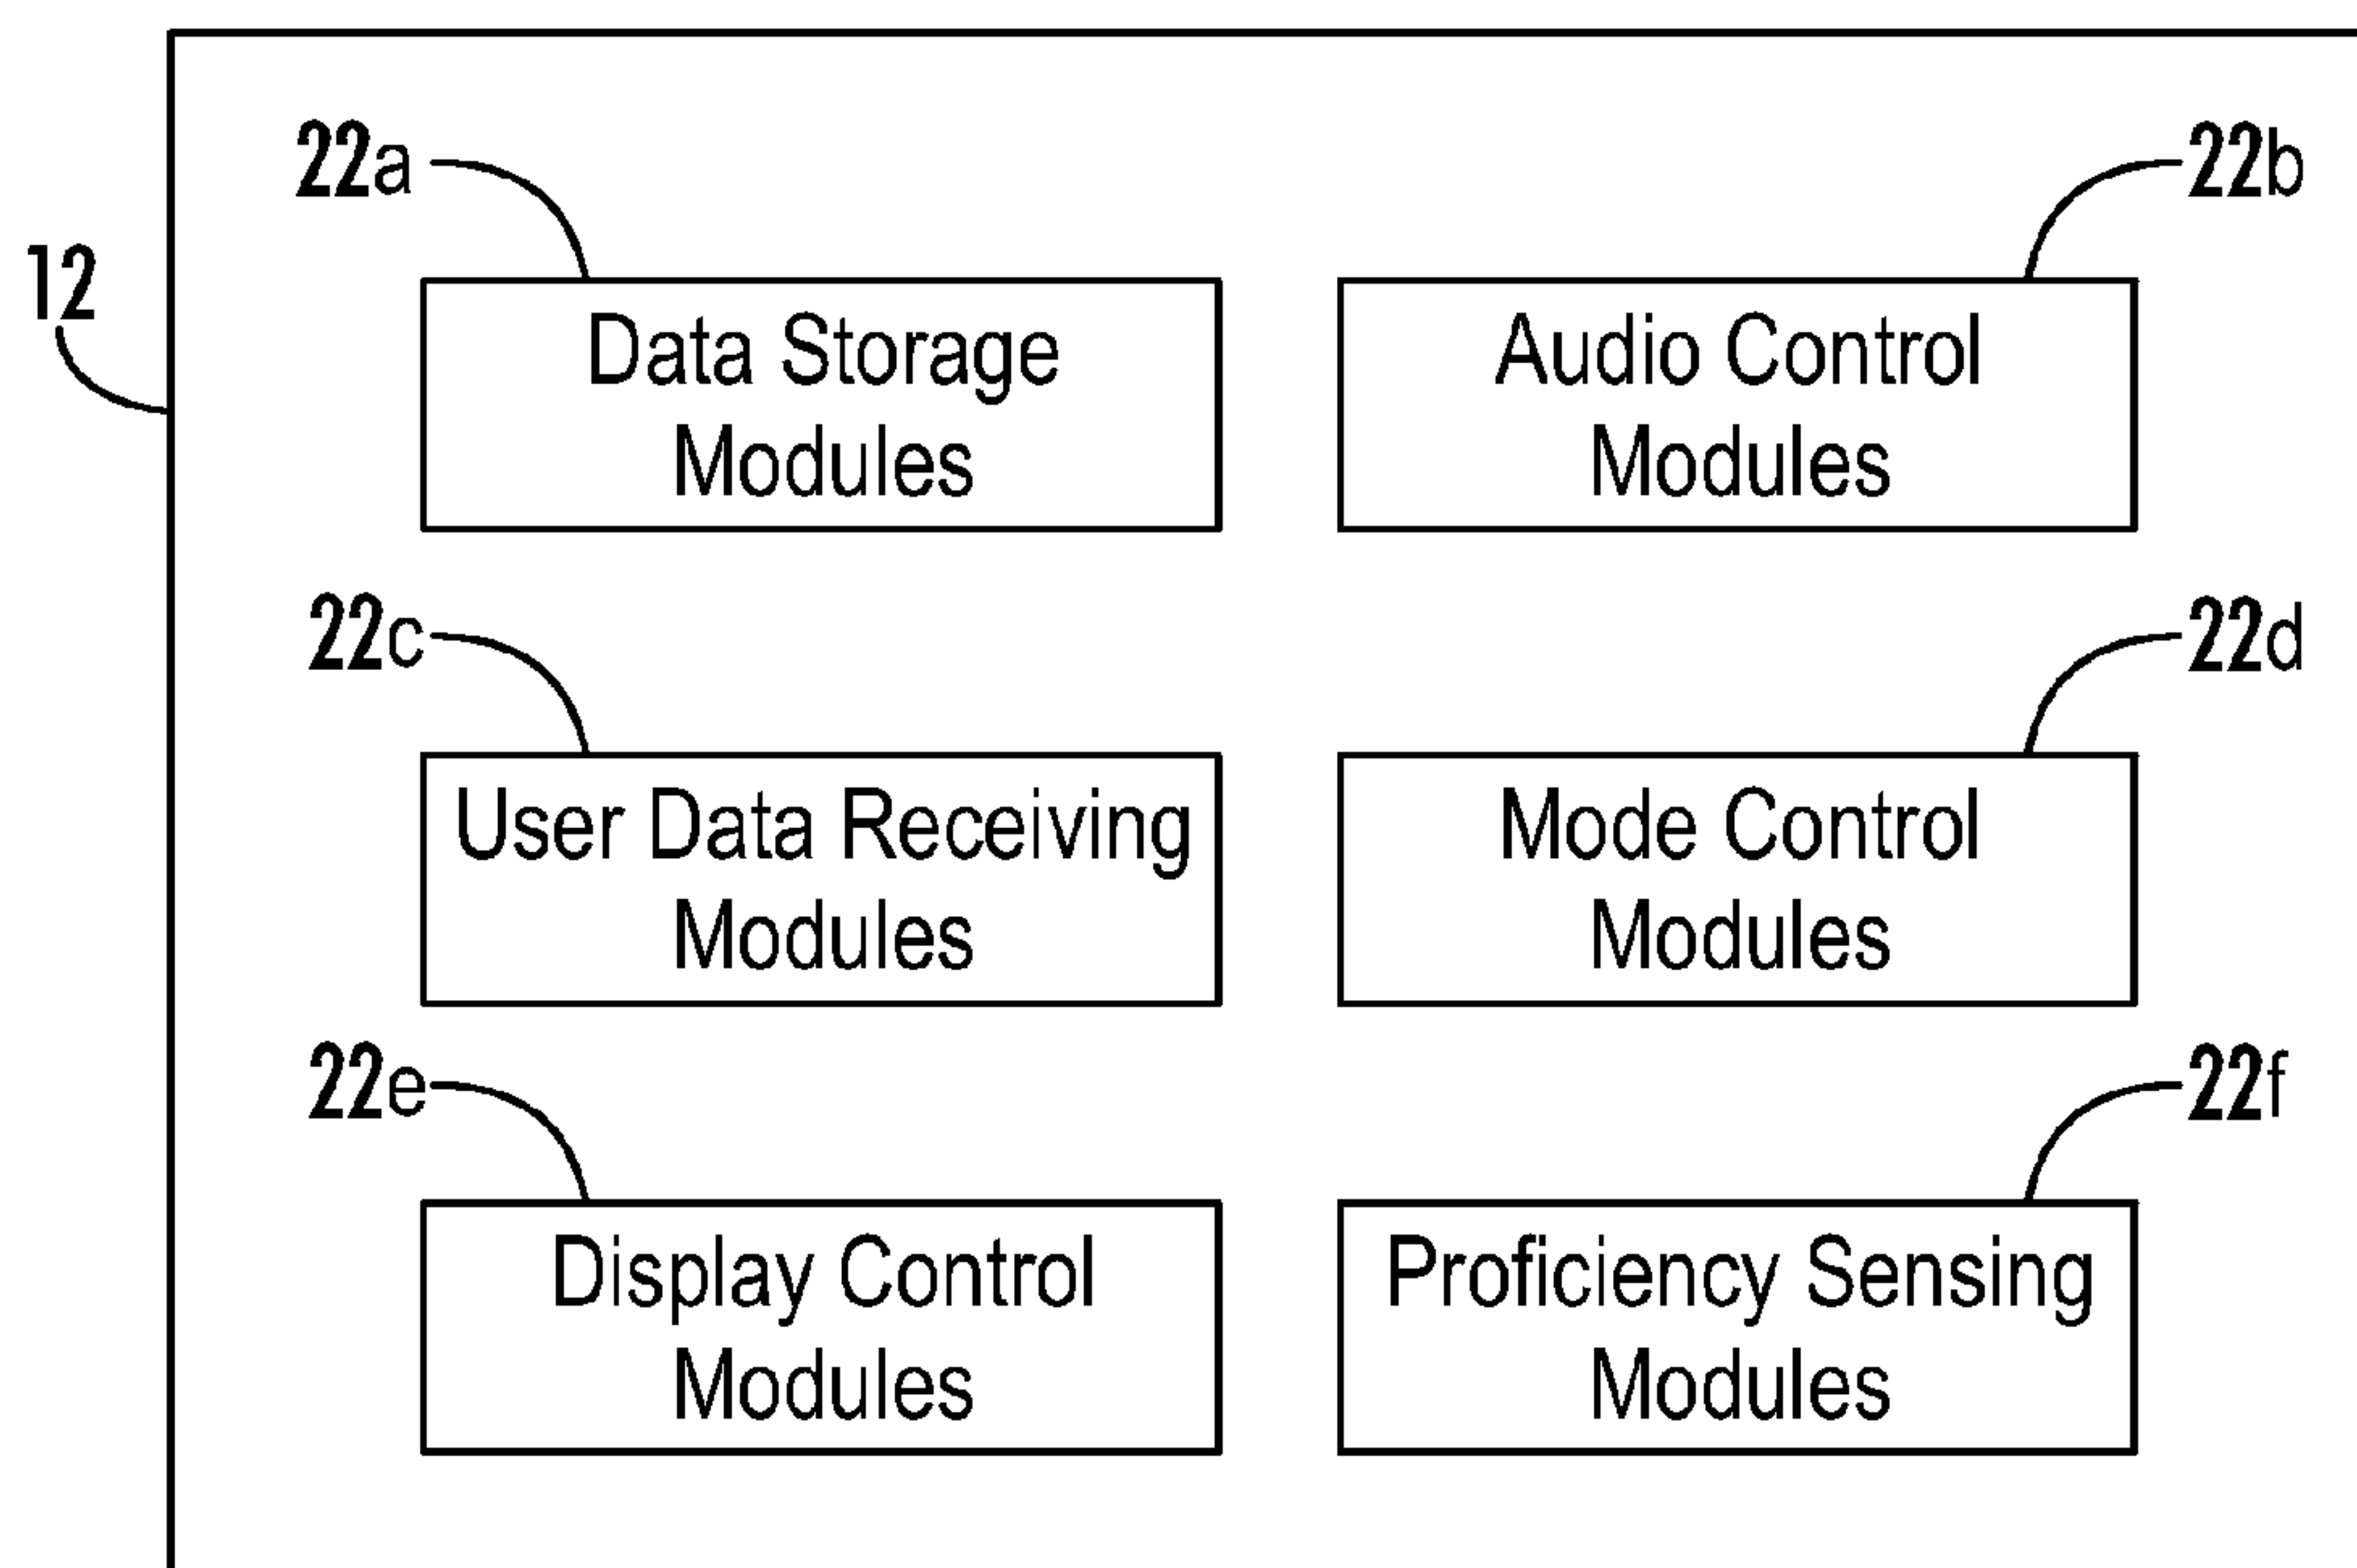 22a
22b
12
Data Storage
Modules
Audio Control
Modules
22c
22d
User Data Receiving
Modules
Mode Control
Modules
22e
22f
Display Control
Modules
Proficiency Sensing
Modules